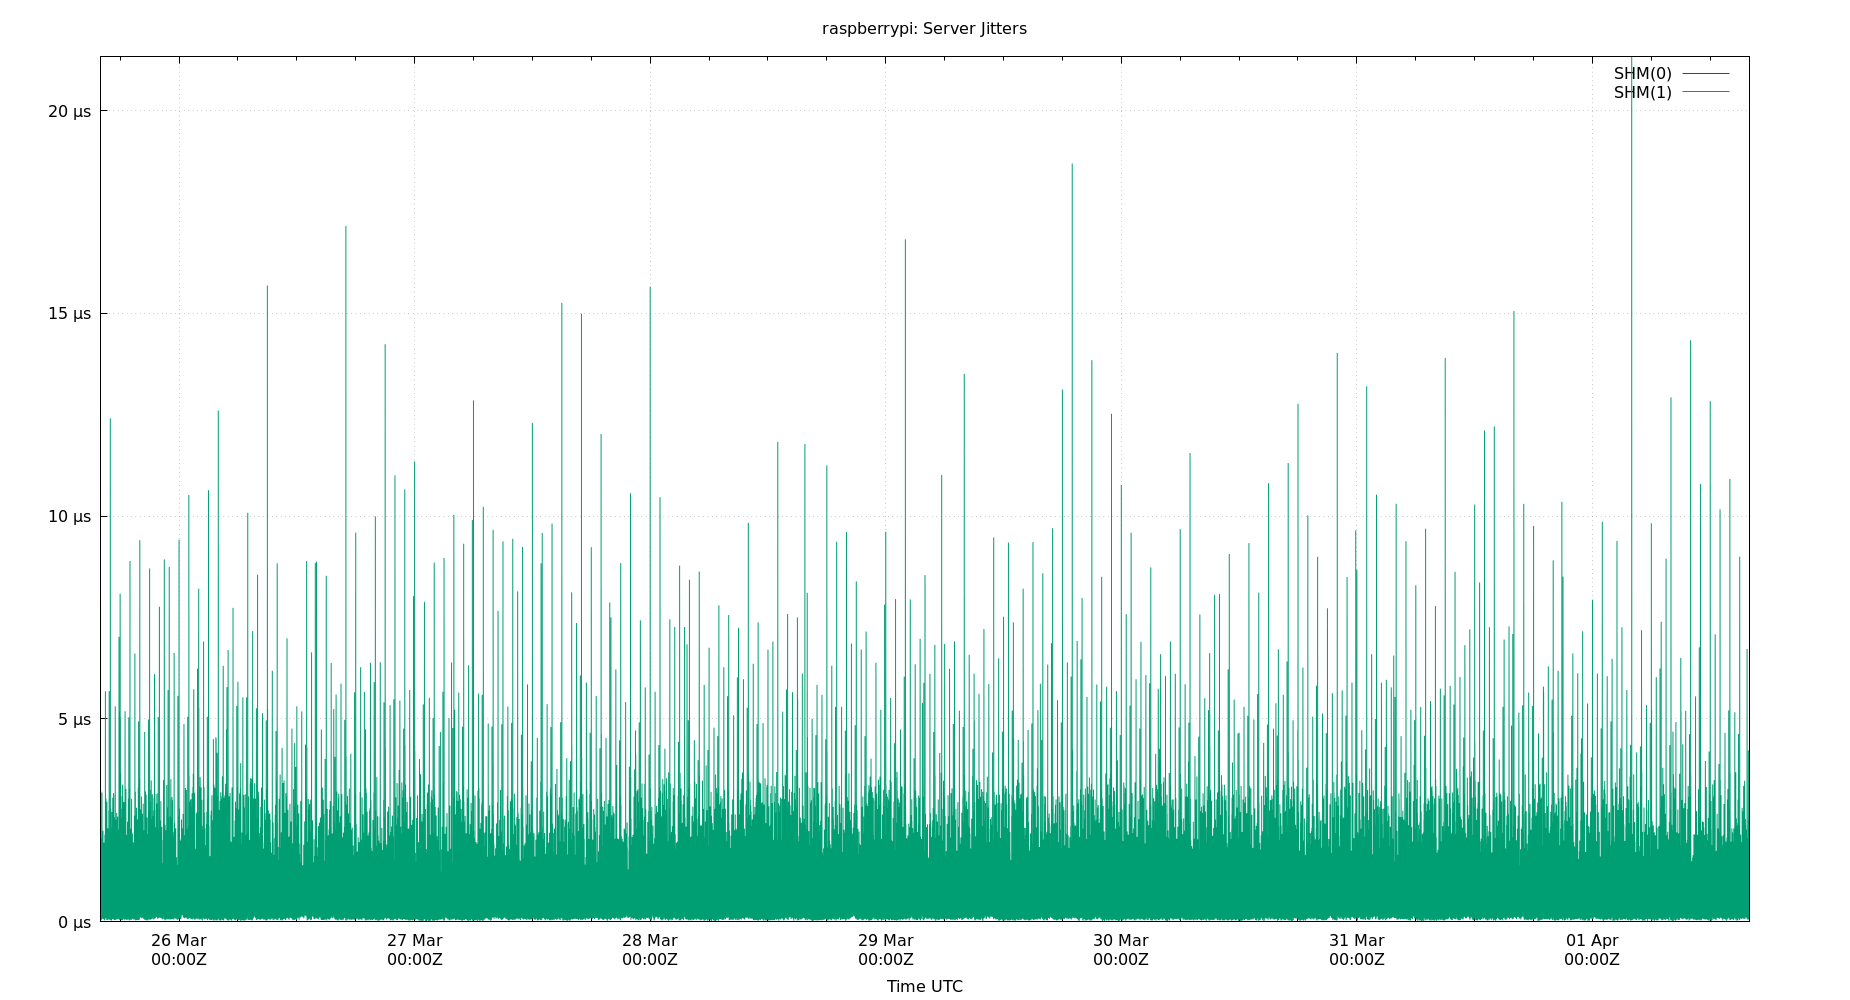 raspberrypi: Server Jitters
SHM(0)
SHM(1)
20 µs
15 µs
10 µs
5 µs
0 µs
26 Mar 27 Mar 28 Mar 29 Mar 30 Mar 31 Mar 01 Apr
00:00Z 00:00Z 00:00Z 00:00Z 00:00Z 00:00Z 00:00Z
Time UTC